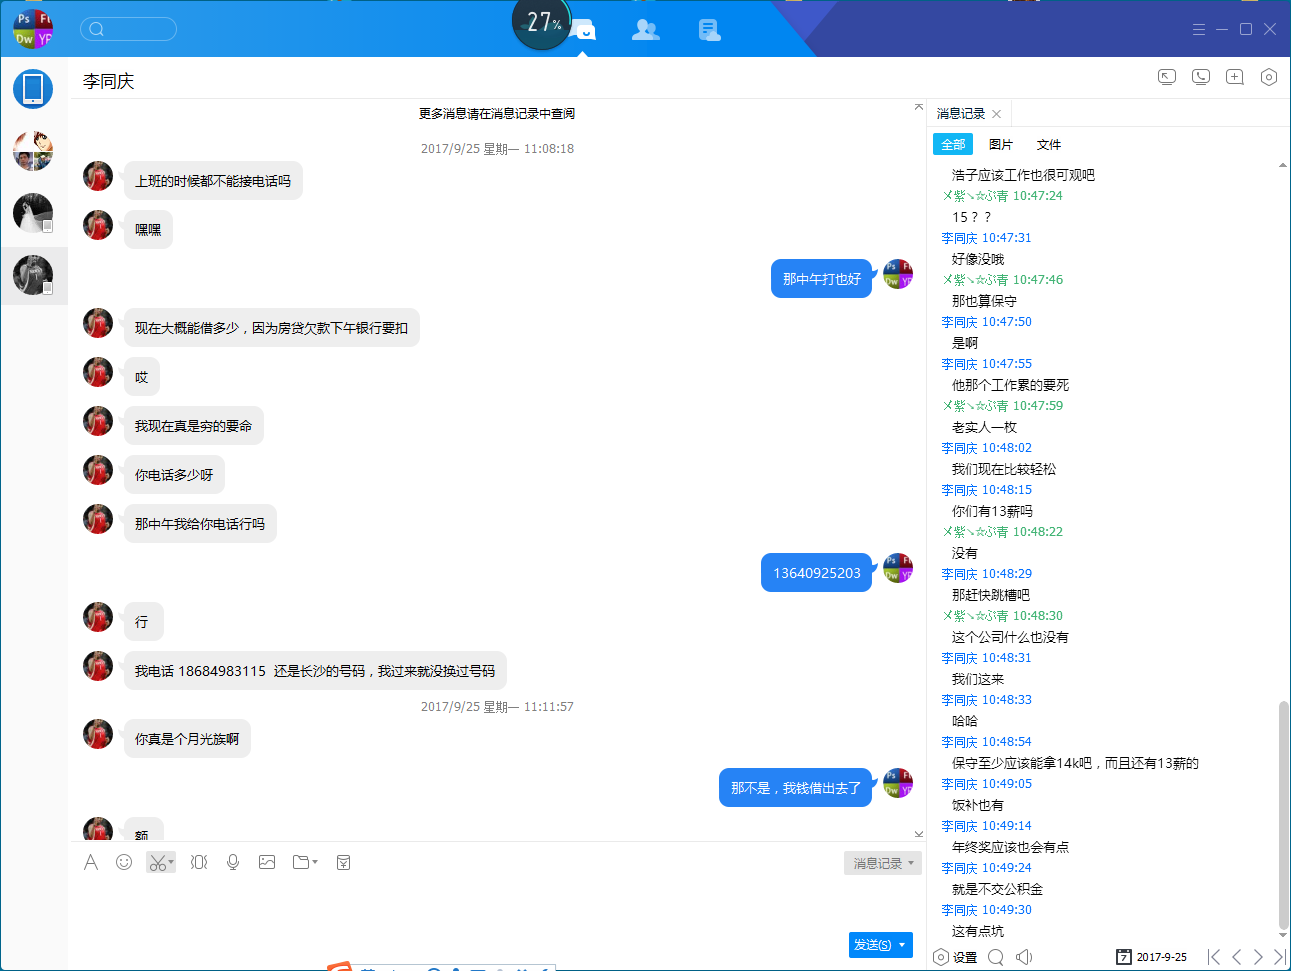 27%
李同庆
更多消息请在消息记录中查阅
2017/9/25 星期一 11:08:18
上班的时候都不能接电话吗
嘿嘿
那中午打也好
现在大概能借多少，因为房贷欠款下午银行要扣
哎
我现在真是穷的要命
你电话多少呀
那中午我给你电话行吗
13640925203
行
我电话 18684983115  还是长沙的号码，我过来就没换过号码
2017/9/25 星期一 11:11:57
你真是个月光族啊
那不是，我钱借出去了
额
消息记录
发送(S)
消息记录
全部 图片 文件
浩子应该工作也很可观吧
乄紫↘☆ぷ青 10:47:24
15？？
李同庆 10:47:31
好像没哦
乄紫↘☆ぷ青 10:47:46
那也算保守
李同庆 10:47:50
是啊
李同庆 10:47:55
他那个工作累的要死
乄紫↘☆ぷ青 10:47:59
老实人一枚
李同庆 10:48:02
我们现在比较轻松
李同庆 10:48:15
你们有13薪吗
乄紫↘☆ぷ青 10:48:22
没有
李同庆 10:48:29
那赶快跳槽吧
乄紫↘☆ぷ青 10:48:30
这个公司什么也没有
李同庆 10:48:31
我们这来
李同庆 10:48:33
哈哈
李同庆 10:48:54
保守至少应该能拿14k吧，而且还有13薪的
李同庆 10:49:05
饭补也有
李同庆 10:49:14
年终奖应该也会有点
李同庆 10:49:24
就是不交公积金
李同庆 10:49:30
这有点坑
设置
7 2017-9-25